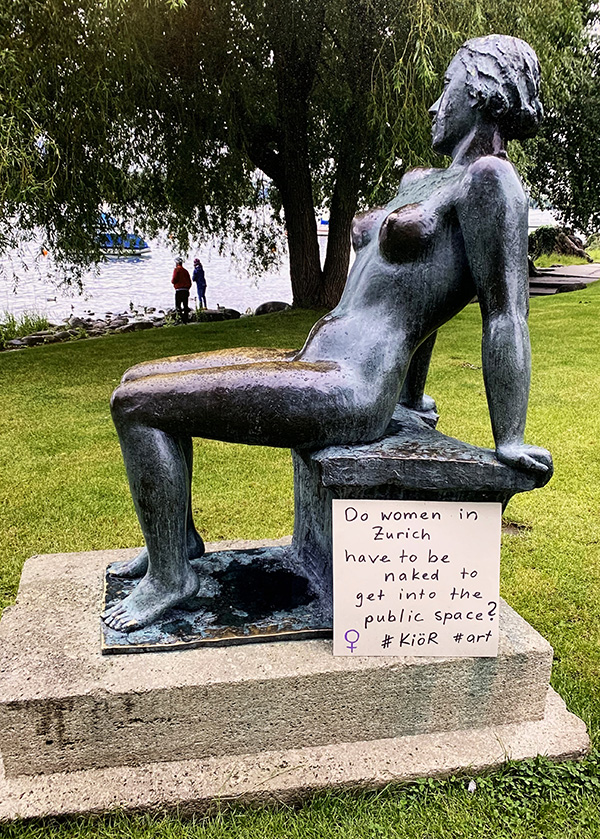 Do women in
Zurich
have to be
naked to
get into the
public space?
♀ #KiöR #art